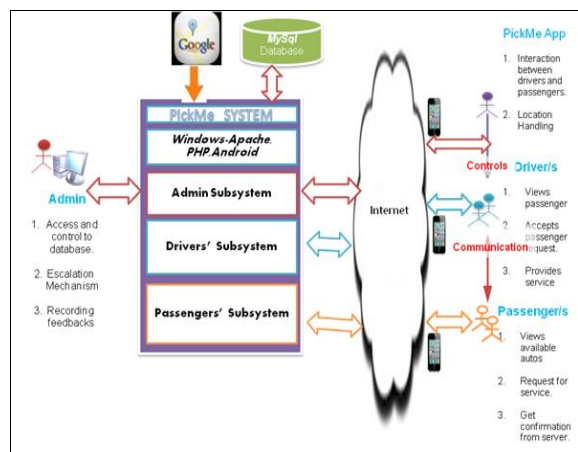 Google
MySql
Database
PickMe SYSTEM
Windows-Apache,
PHP,Android
Admin Subsystem
Drivers' Subsystem
Passengers' Subsystem
Admin
1. Access and
control to
database.
2. Escalation
Mechanism
3. Recording
feedbacks
Internet
PickMe App
1. Interaction
between
drivers and
passengers.
2. Location
Handling
Controls
Driver/s
1. Views
passenger
2. Accepts
passenger
request.
Communication
3. Provides
service
Passenger/s
1. Views
available
autos
2. Request for
service.
3. Get
confirmation
from server.